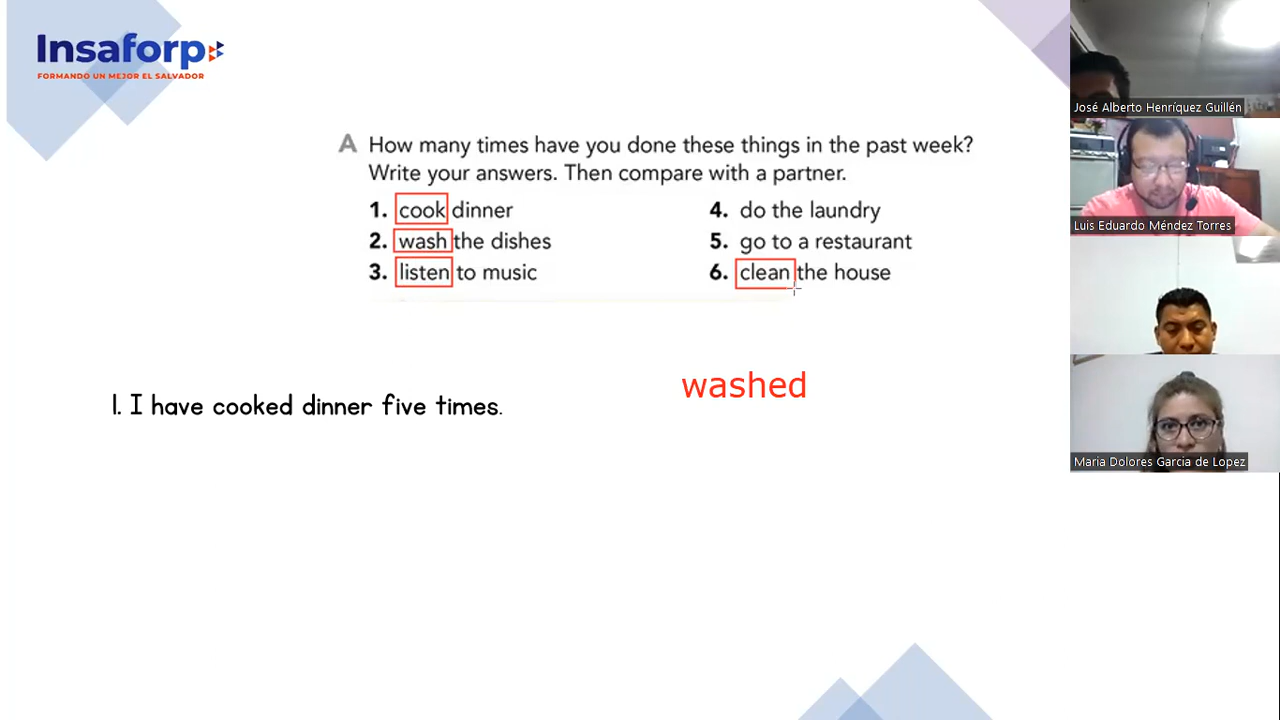 Insaforp
FORMANDO UN MEJOR EL SALVADOR
A How many times have you done these things in the past week?
Write your answers. Then compare with a partner.
1. cook dinner
2. wash the dishes
3. listen to music
4. do the laundry
5. go to a restaurant
6. clean the house
washed
1. I have cooked dinner five times.
José Alberto Henríquez Guillén
Luis Eduardo Méndez Torres
Maria Dolores Garcia de Lopez